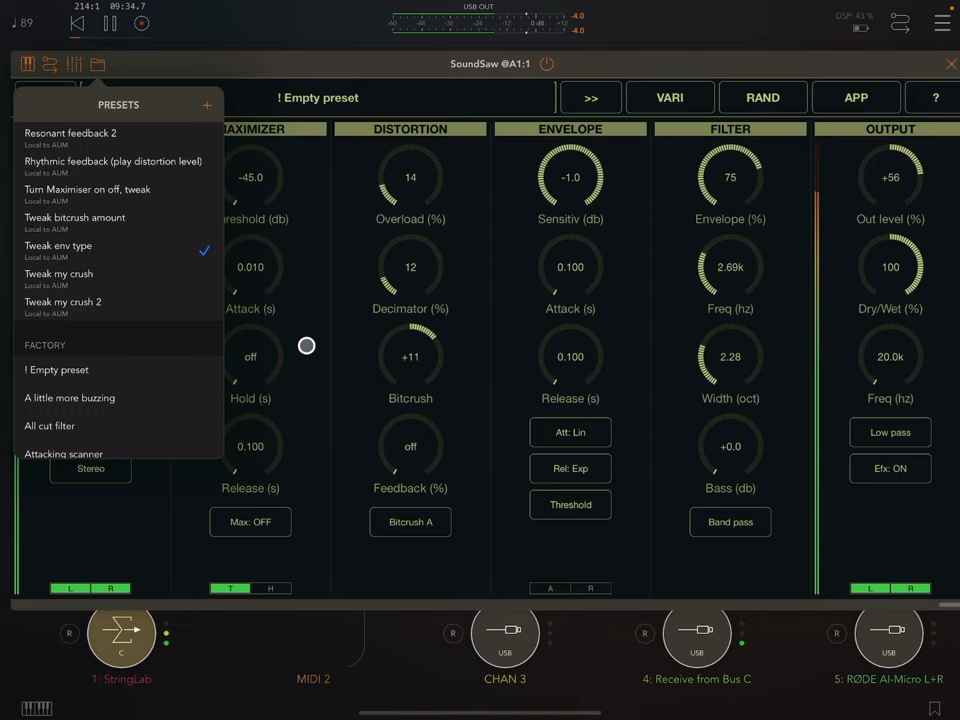 214:1 09:34.7
♩ 89
USB OUT
-60 -48 -36 -24 -12 0 dB +12
-4.0
-4.0
DSP: 43 %
SoundSaw @A1:1
! Empty preset
>>
VARI
RAND
APP
?
PRESETS
+
Resonant feedback 2
Local to AUM
Rhythmic feedback (play distortion level)
Local to AUM
Turn Maximiser on off, tweak
Local to AUM
Tweak bitcrush amount
Local to AUM
Tweak env type
Local to AUM
Tweak my crush
Local to AUM
Tweak my crush 2
Local to AUM
FACTORY
! Empty preset
A little more buzzing
All cut filter
Attacking scanner
Stereo
L R
AXIMIZER
-45.0
reshold (db)
0.010
Attack (s)
off
Hold (s)
0.100
Release (s)
Max: OFF
T H
DISTORTION
14
Overload (%)
12
Decimator (%)
+11
Bitcrush
off
Feedback (%)
Bitcrush A
ENVELOPE
-1.0
Sensitiv (db)
0.100
Attack (s)
0.100
Release (s)
Att: Lin
Rel: Exp
Threshold
A R
FILTER
75
Envelope (%)
2.69k
Freq (hz)
2.28
Width (oct)
+0.0
Bass (db)
Band pass
OUTPUT
+56
Out level (%)
100
Dry/Wet (%)
20.0k
Freq (hz)
Low pass
Efx: ON
L R
R
C
R
USB
R
USB
R
USB
1: StringLab
MIDI 2
CHAN 3
4: Receive from Bus C
5: RØDE AI-Micro L+R